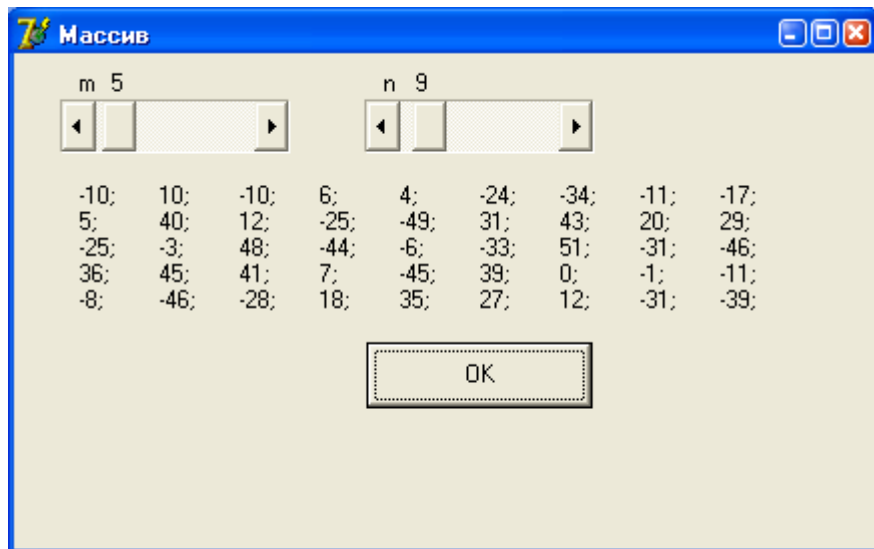 Массив
m 5 n 9
-10; 10; -10; 6; 4; -24; -34; -11; -17;
5; 40; 12; -25; -49; 31; 43; 20; 29;
-25; -3; 48; -44; -6; -33; 51; -31; -46;
36; 45; 41; 7; -45; 39; 0; -1; -11;
-8; -46; -28; 18; 35; 27; 12; -31; -39;
OK